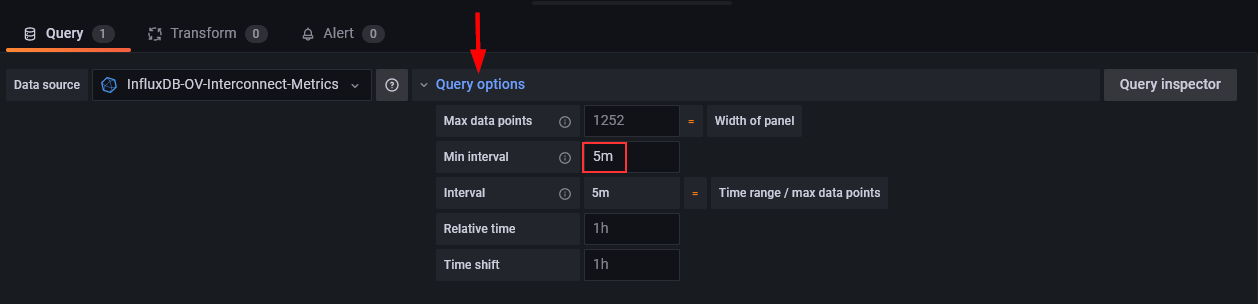 Query 1 Transform 0 Alert 0
Data source InfluxDB-OV-Interconnect-Metrics ? Query options Query inspector
Max data points 1252 = Width of panel
Min interval 5m
Interval 5m = Time range / max data points
Relative time 1h
Time shift 1h